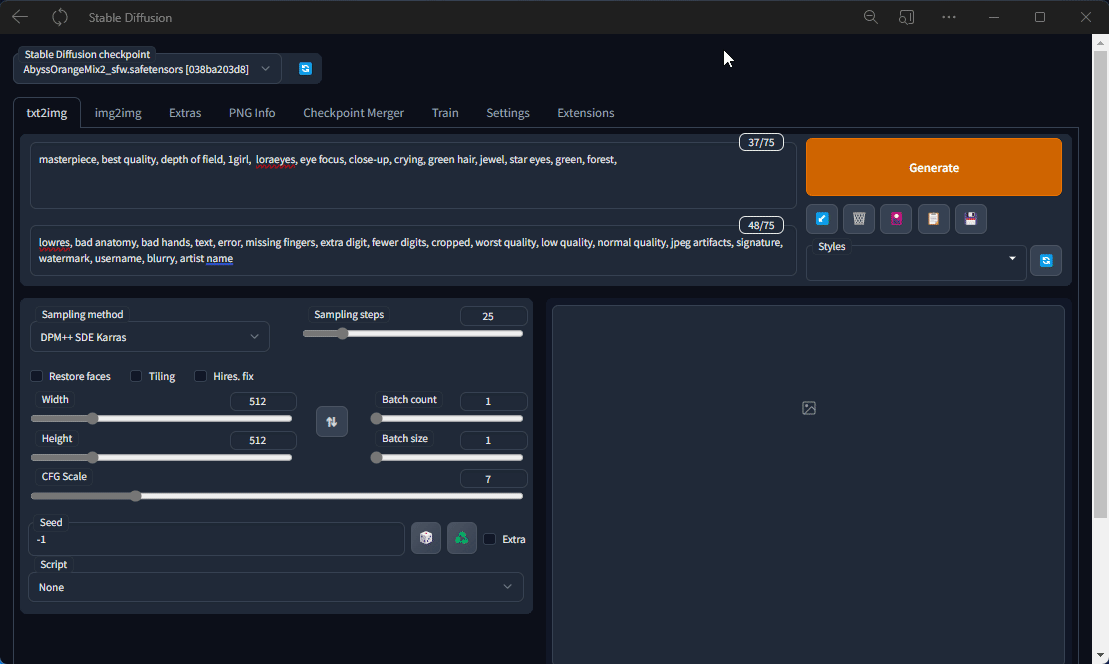 Stable Diffusion
Stable Diffusion checkpoint
AbyssOrangeMix2_sfw.safetensors [038ba203d8]
txt2img img2img Extras PNG Info Checkpoint Merger Train Settings Extensions
37/75
masterpiece, best quality, depth of field, 1girl, loraeyes, eye focus, close-up, crying, green hair, jewel, star eyes, green, forest,
Generate
48/75
lowres, bad anatomy, bad hands, text, error, missing fingers, extra digit, fewer digits, cropped, worst quality, low quality, normal quality, jpeg artifacts, signature,
watermark, username, blurry, artist name
Styles
Sampling method
DPM++ SDE Karras
Sampling steps 25
Restore faces Tiling Hires. fix
Width 512
Batch count 1
Height 512
Batch size 1
CFG Scale 7
Seed
-1
Extra
Script
None